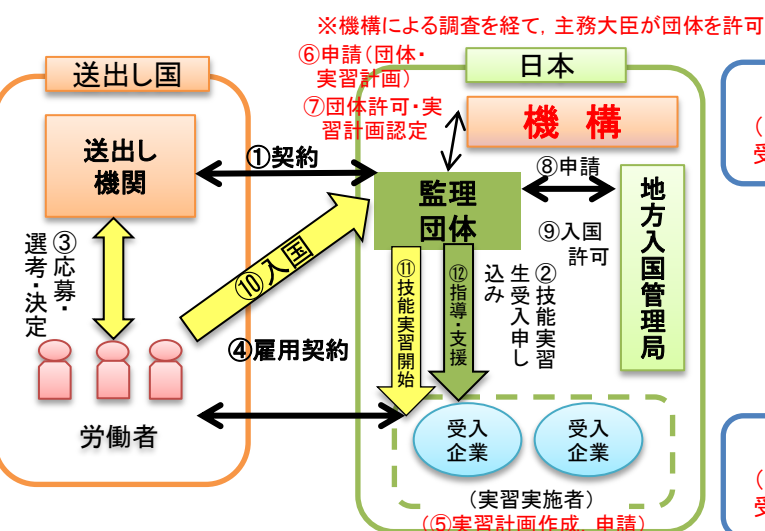 ※機構による調査を経て，主務大臣が団体を許可
送出し国
日本
⑥申請（団体・
実習計画）
⑦団体許可・実
習計画認定
機　構
送出し
機関
①契約
監理
団体
⑧申請
⑨入国
許可
地方入国管理局
③応募・
選考・決定
⑩入国
⑪技能実習開始
⑫指導・支援
②技能実習
生受入申し
込み
④雇用契約
労働者
受入
企業
受入
企業
（実習実施者）
（⑤実習計画作成，申請）
（
受
（
受